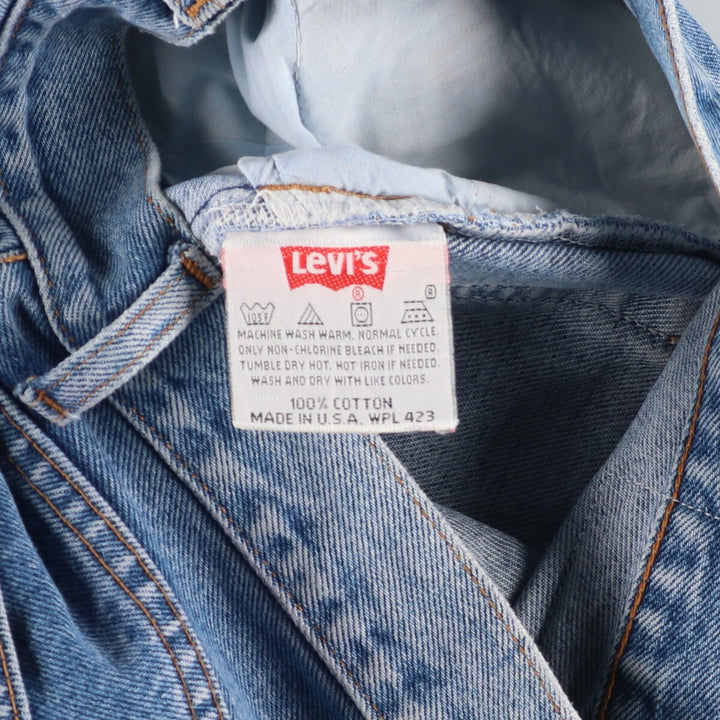 LEVI'S
®
105F ®
MACHINE WASH WARM, NORMAL CYCLE.
ONLY NON-CHLORINE BLEACH IF NEEDED.
TUMBLE DRY HOT. HOT IRON IF NEEDED.
WASH AND DRY WITH LIKE COLORS.
100% COTTON
MADE IN U.S.A. WPL 423